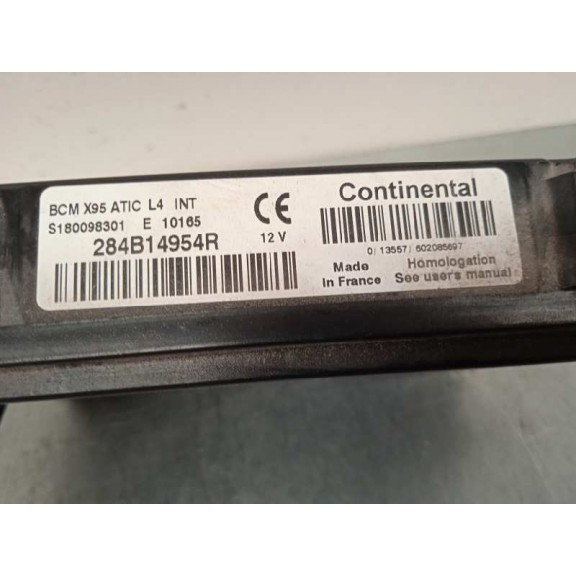 BCM X95 ATIC L4 INT
S180098301 E 10165
284B14954R
CE
12 V
Continental
0/13557/602085697
Made
in France
Homologation
See user's manual